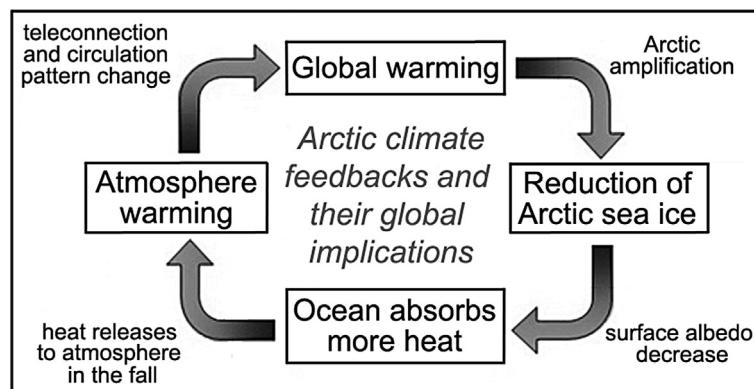 teleconnection
and circulation
pattern change
Global warming
Arctic
amplification
Arctic climate
feedbacks and
their global
implications
Atmosphere
warming
Reduction of
Arctic sea ice
Ocean absorbs
more heat
heat releases
to atmosphere
in the fall
surface albedo
decrease